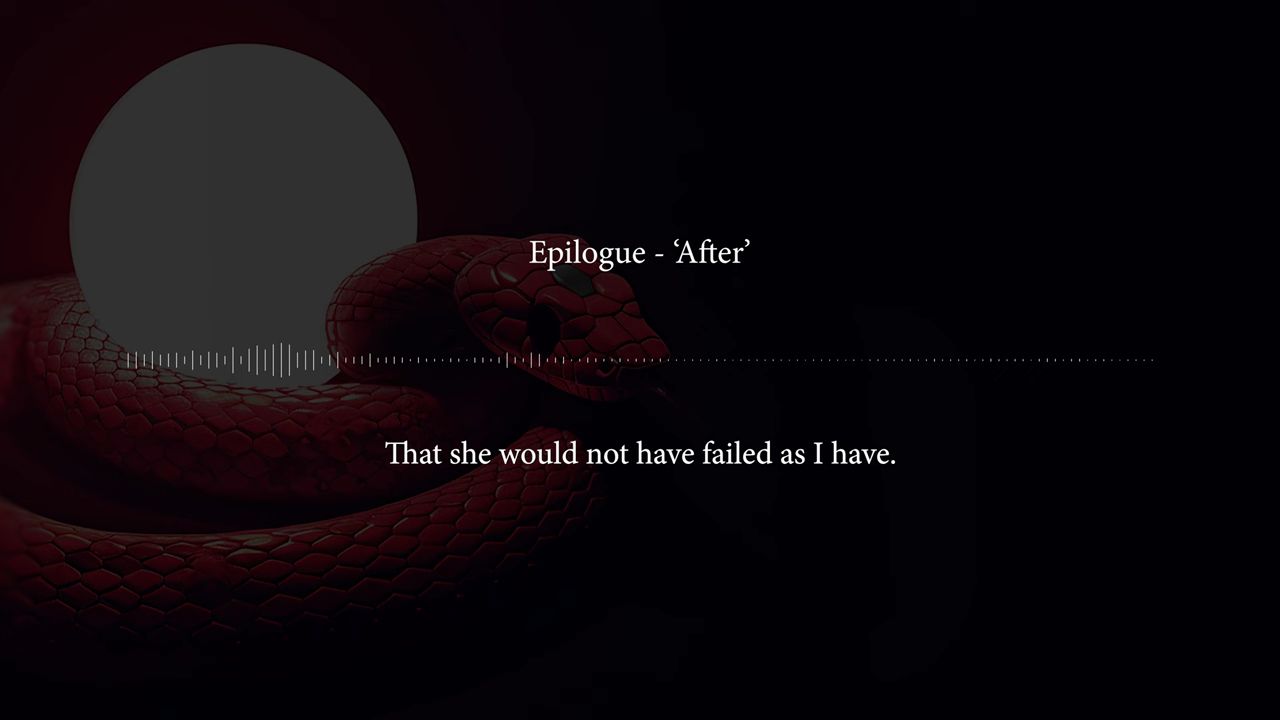 Epilogue - ‘After’
That she would not have failed as I have.